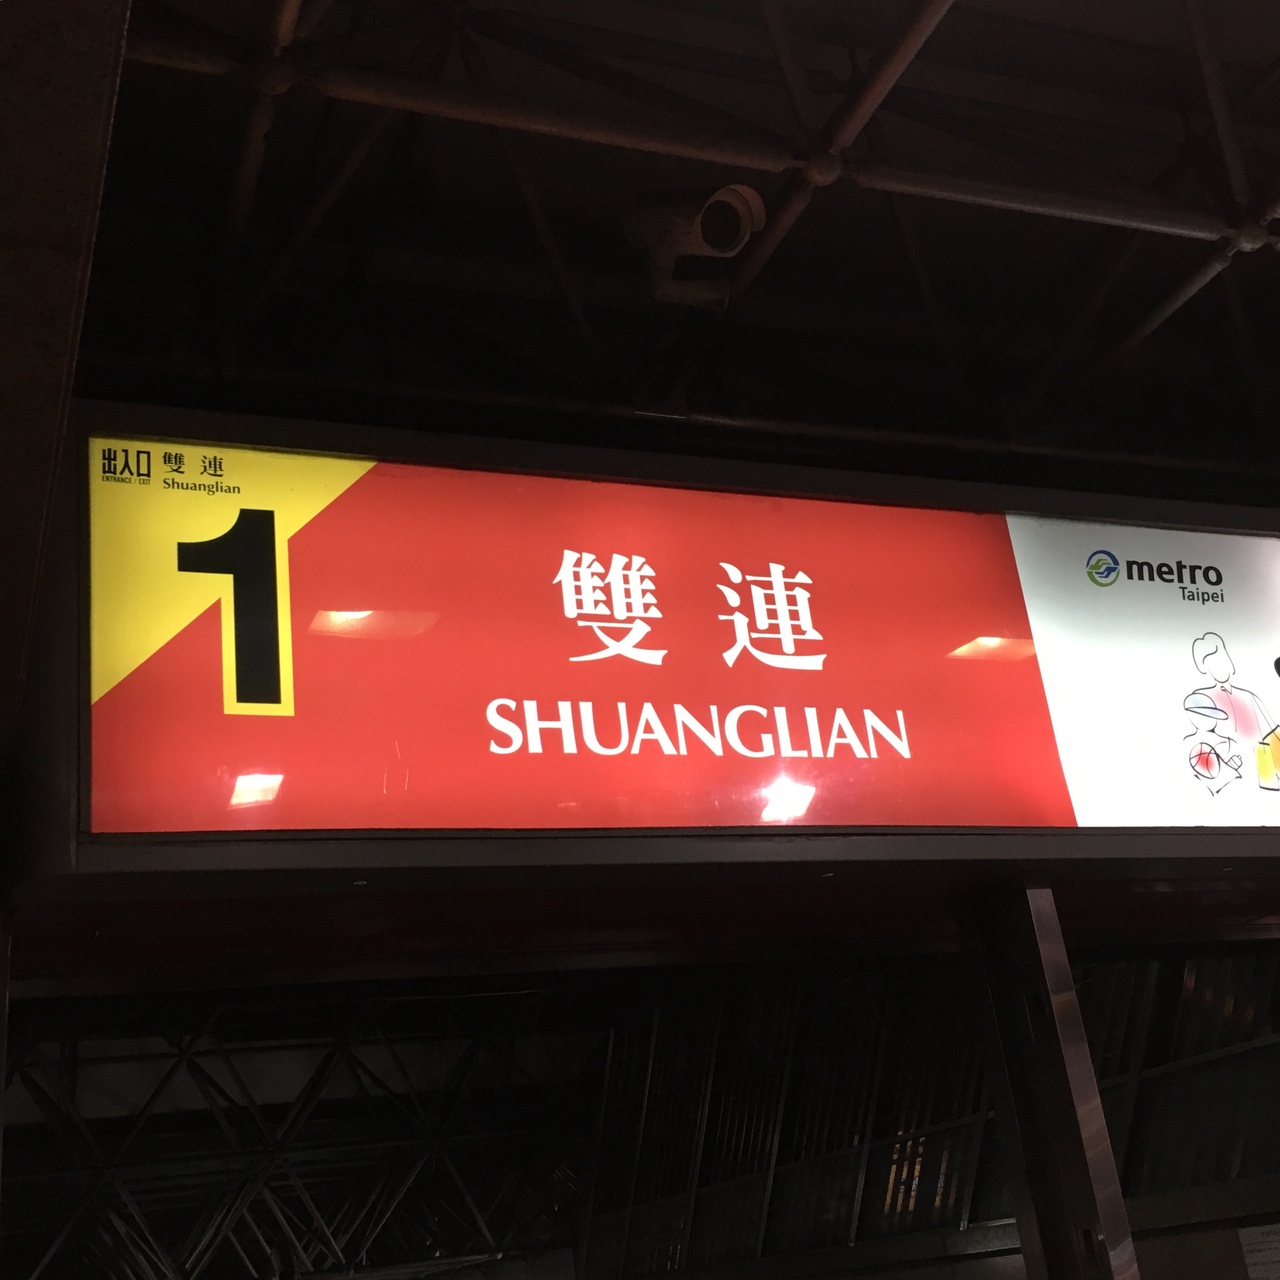 出入口 雙連
ENTRANCE / EXIT Shuanglian
1
雙連
SHUANGLIAN
metro
Taipei